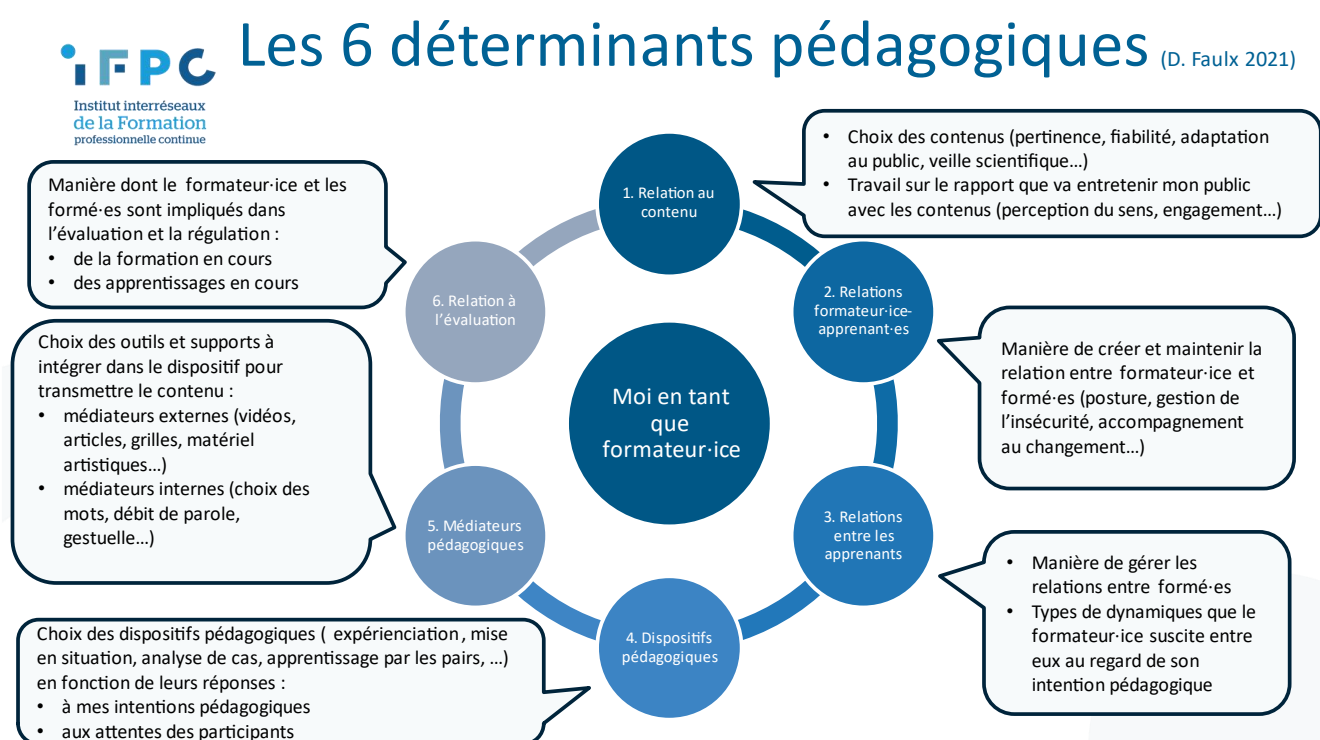 Les 6 déterminants pédagogiques (D. Faulx 2021)
iFPC
Institut interréseaux
de la Formation
professionnelle continue
1. Relation au
contenu
• Choix des contenus (pertinence, fiabilité, adaptation
au public, veille scientifique…)
• Travail sur le rapport que va entretenir mon public
avec les contenus (perception du sens, engagement…)
2. Relations
formateur·ice-
apprenant·es
Manière de créer et maintenir la
relation entre formateur·ice et
formé·es (posture, gestion de
l’insécurité, accompagnement
au changement…)
3. Relations
entre les
apprenants
• Manière de gérer les
relations entre formé·es
• Types de dynamiques que le
formateur·ice suscite entre
eux au regard de son
intention pédagogique
4. Dispositifs
pédagogiques
Choix des dispositifs pédagogiques ( expérienciation, mise
en situation, analyse de cas, apprentissage par les pairs, …)
en fonction de leurs réponses :
• à mes intentions pédagogiques
• aux attentes des participants
5. Médiateurs
pédagogiques
Choix des outils et supports à
intégrer dans le dispositif pour
transmettre le contenu :
• médiateurs externes (vidéos,
articles, grilles, matériel
artistiques…)
• médiateurs internes (choix des
mots, débit de parole,
gestuelle…)
6. Relation à
l’évaluation
Manière dont le formateur·ice et les
formé·es sont impliqués dans
l’évaluation et la régulation :
• de la formation en cours
• des apprentissages en cours
Moi en tant
que
formateur·ice